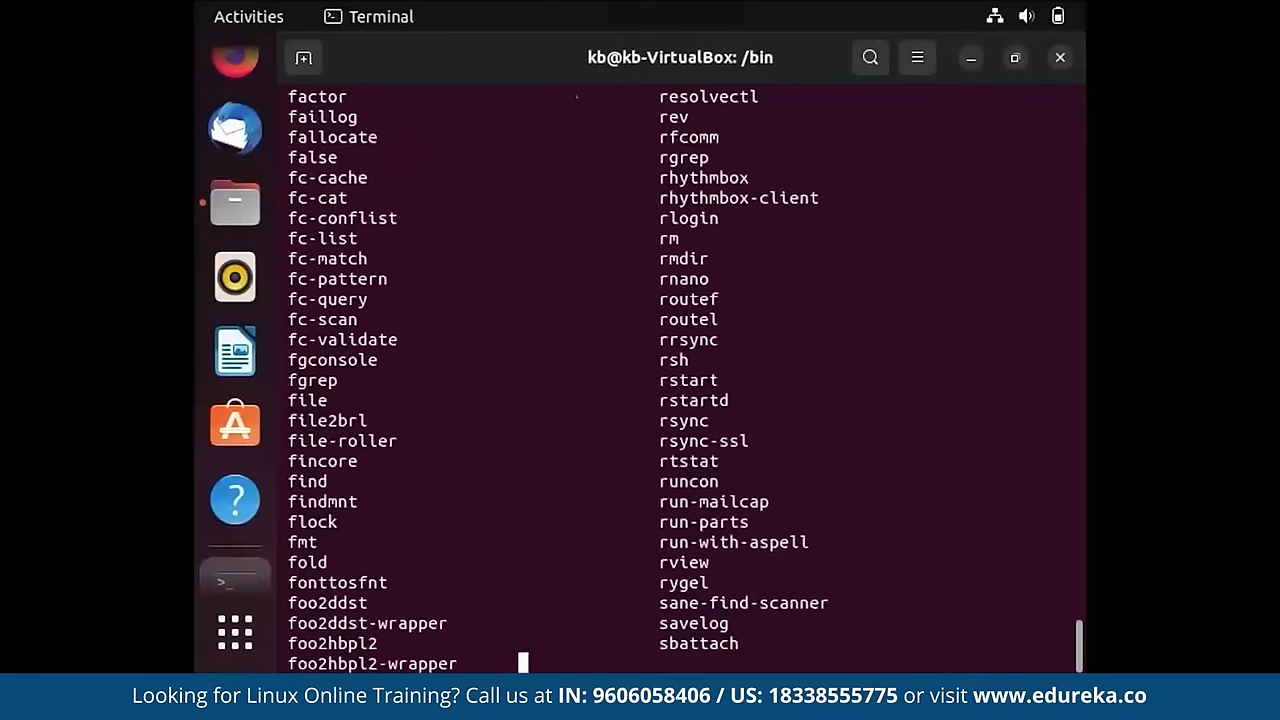 Activities Terminal
kb@kb-VirtualBox: /bin
factor resolvectl
faillog rev
fallocate rfcomm
false rgrep
fc-cache rhythmbox
fc-cat rhythmbox-client
fc-conflist rlogin
fc-list rm
fc-match rmdir
fc-pattern rnano
fc-query routef
fc-scan routel
fc-validate rrsync
fgconsole rsh
fgrep rstart
file rstartd
file2brl rsync
file-roller rsync-ssl
fincore rtstat
find runcon
findmnt run-mailcap
flock run-parts
fmt run-with-aspell
fold rview
fonttosfnt rygel
foo2ddst sane-find-scanner
foo2ddst-wrapper savelog
foo2hbpl2 sbattach
foo2hbpl2-wrapper
Looking for Linux Online Training? Call us at IN: 9606058406 / US: 18338555775 or visit www.edureka.co